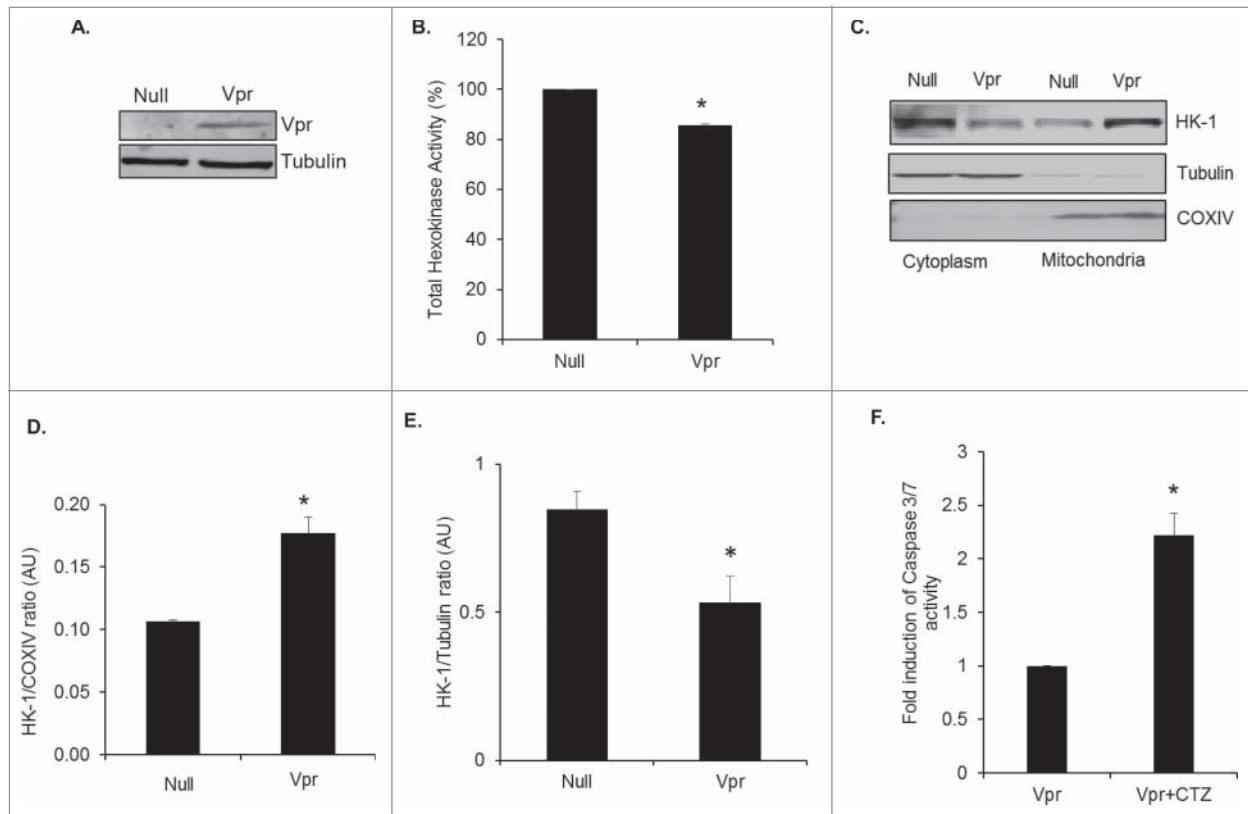 A.
Null Vpr
Vpr
Tubulin
B.
Total Hexokinase Activity (%)
120
100
80
60
40
20
0
*
Null Vpr
C.
Null Vpr Null Vpr
HK-1
Tubulin
COXIV
Cytoplasm Mitochondria
D.
HK-1/COXIV ratio (AU)
0.20
0.15
0.10
0.05
0.00
*
Null Vpr
E.
HK-1/Tubulin ratio (AU)
1
0.5
0
*
Null Vpr
F.
Fold induction of Caspase 3/7
activity
3
2.5
2
1.5
1
0.5
0
*
Vpr Vpr+CTZ